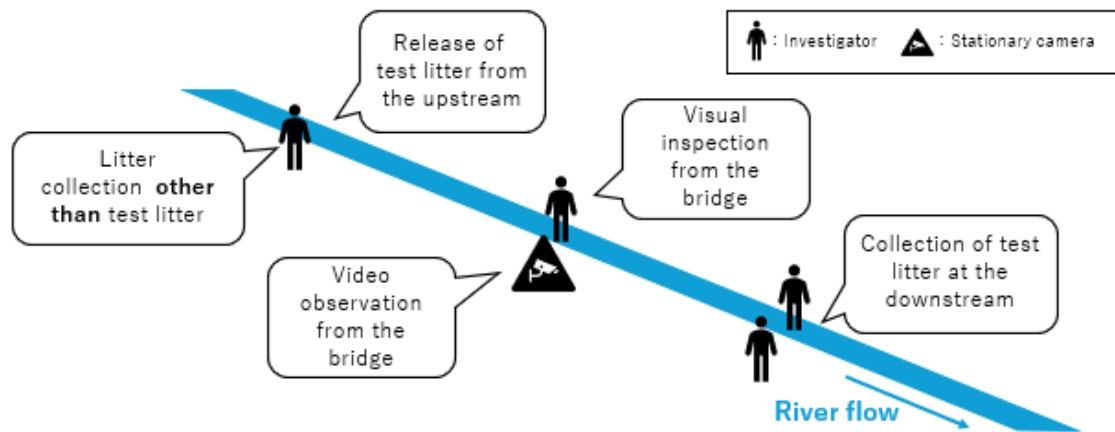 Release of
test litter from
the upstream
: Investigator
: Stationary camera
Litter
collection other
than test litter
Visual
inspection from
the bridge
Video
observation
from the
bridge
Collection of test
litter at the
downstream
River flow